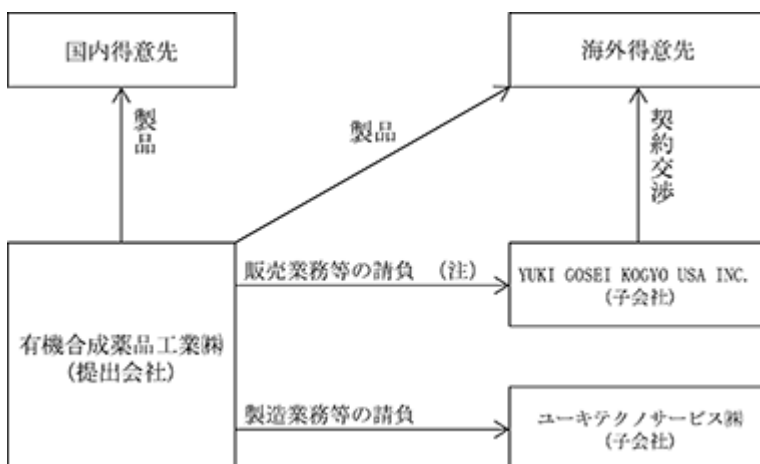 国内得意先
海外得意先
製品
製品
契約交渉
販売業務等の請負 (注)
YUKI GOSEI KOGYO USA INC.
(子会社)
有機合成薬品工業㈱
(提出会社)
製造業務等の請負
ユーキテクノサービス㈱
(子会社)